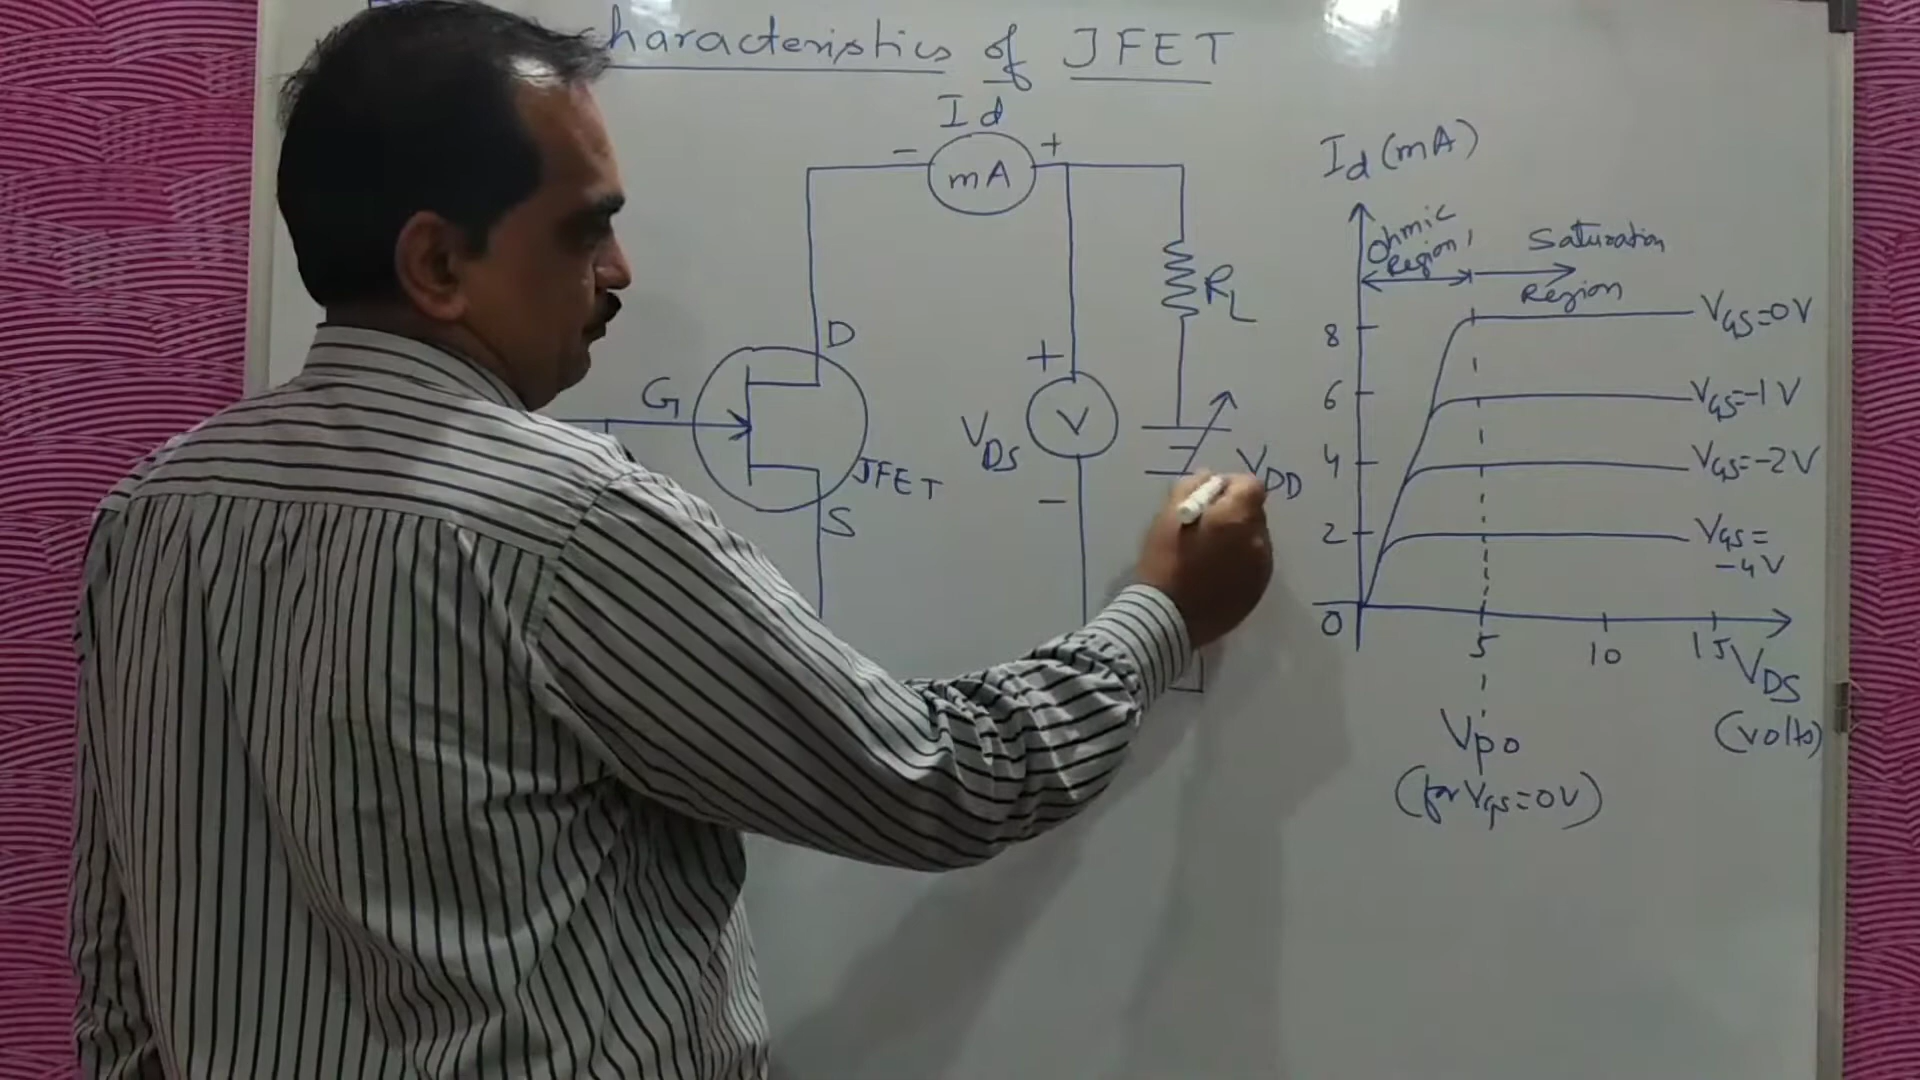 characteristics of JFET
Id
- mA +
D
G
JFET
S
RL
+
V
VDS
-
VDD
Id (mA)
Ohmic
Region
Saturation
Region
8
6
4
2
0
VGS=0V
VGS=-1V
VGS=-2V
VGS=
-4V
5 10 15
VDS
(volts)
Vpo
(for VGS=0V)